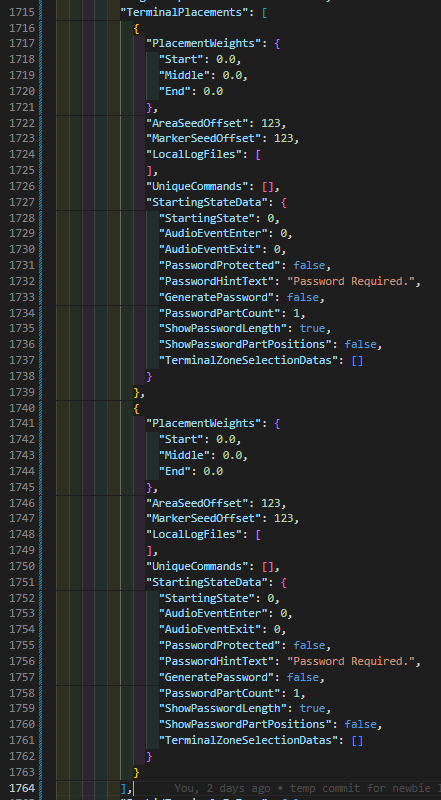 1715 "TerminalPlacements": [
1716 {
1717 "PlacementWeights": {
1718 "Start": 0.0,
1719 "Middle": 0.0,
1720 "End": 0.0
1721 },
1722 "AreaSeedOffset": 123,
1723 "MarkerSeedOffset": 123,
1724 "LocalLogFiles": [
1725 ],
1726 "UniqueCommands": [],
1727 "StartingStateData": {
1728 "StartingState": 0,
1729 "AudioEventEnter": 0,
1730 "AudioEventExit": 0,
1731 "PasswordProtected": false,
1732 "PasswordHintText": "Password Required.",
1733 "GeneratePassword": false,
1734 "PasswordPartCount": 1,
1735 "ShowPasswordLength": true,
1736 "ShowPasswordPartPositions": false,
1737 "TerminalZoneSelectionDatas": []
1738 }
1739 },
1740 {
1741 "PlacementWeights": {
1742 "Start": 0.0,
1743 "Middle": 0.0,
1744 "End": 0.0
1745 },
1746 "AreaSeedOffset": 123,
1747 "MarkerSeedOffset": 123,
1748 "LocalLogFiles": [
1749 ],
1750 "UniqueCommands": [],
1751 "StartingStateData": {
1752 "StartingState": 0,
1753 "AudioEventEnter": 0,
1754 "AudioEventExit": 0,
1755 "PasswordProtected": false,
1756 "PasswordHintText": "Password Required.",
1757 "GeneratePassword": false,
1758 "PasswordPartCount": 1,
1759 "ShowPasswordLength": true,
1760 "ShowPasswordPartPositions": false,
1761 "TerminalZoneSelectionDatas": []
1762 }
1763 }
1764 ], You, 2 days ago • temp commit for newbie